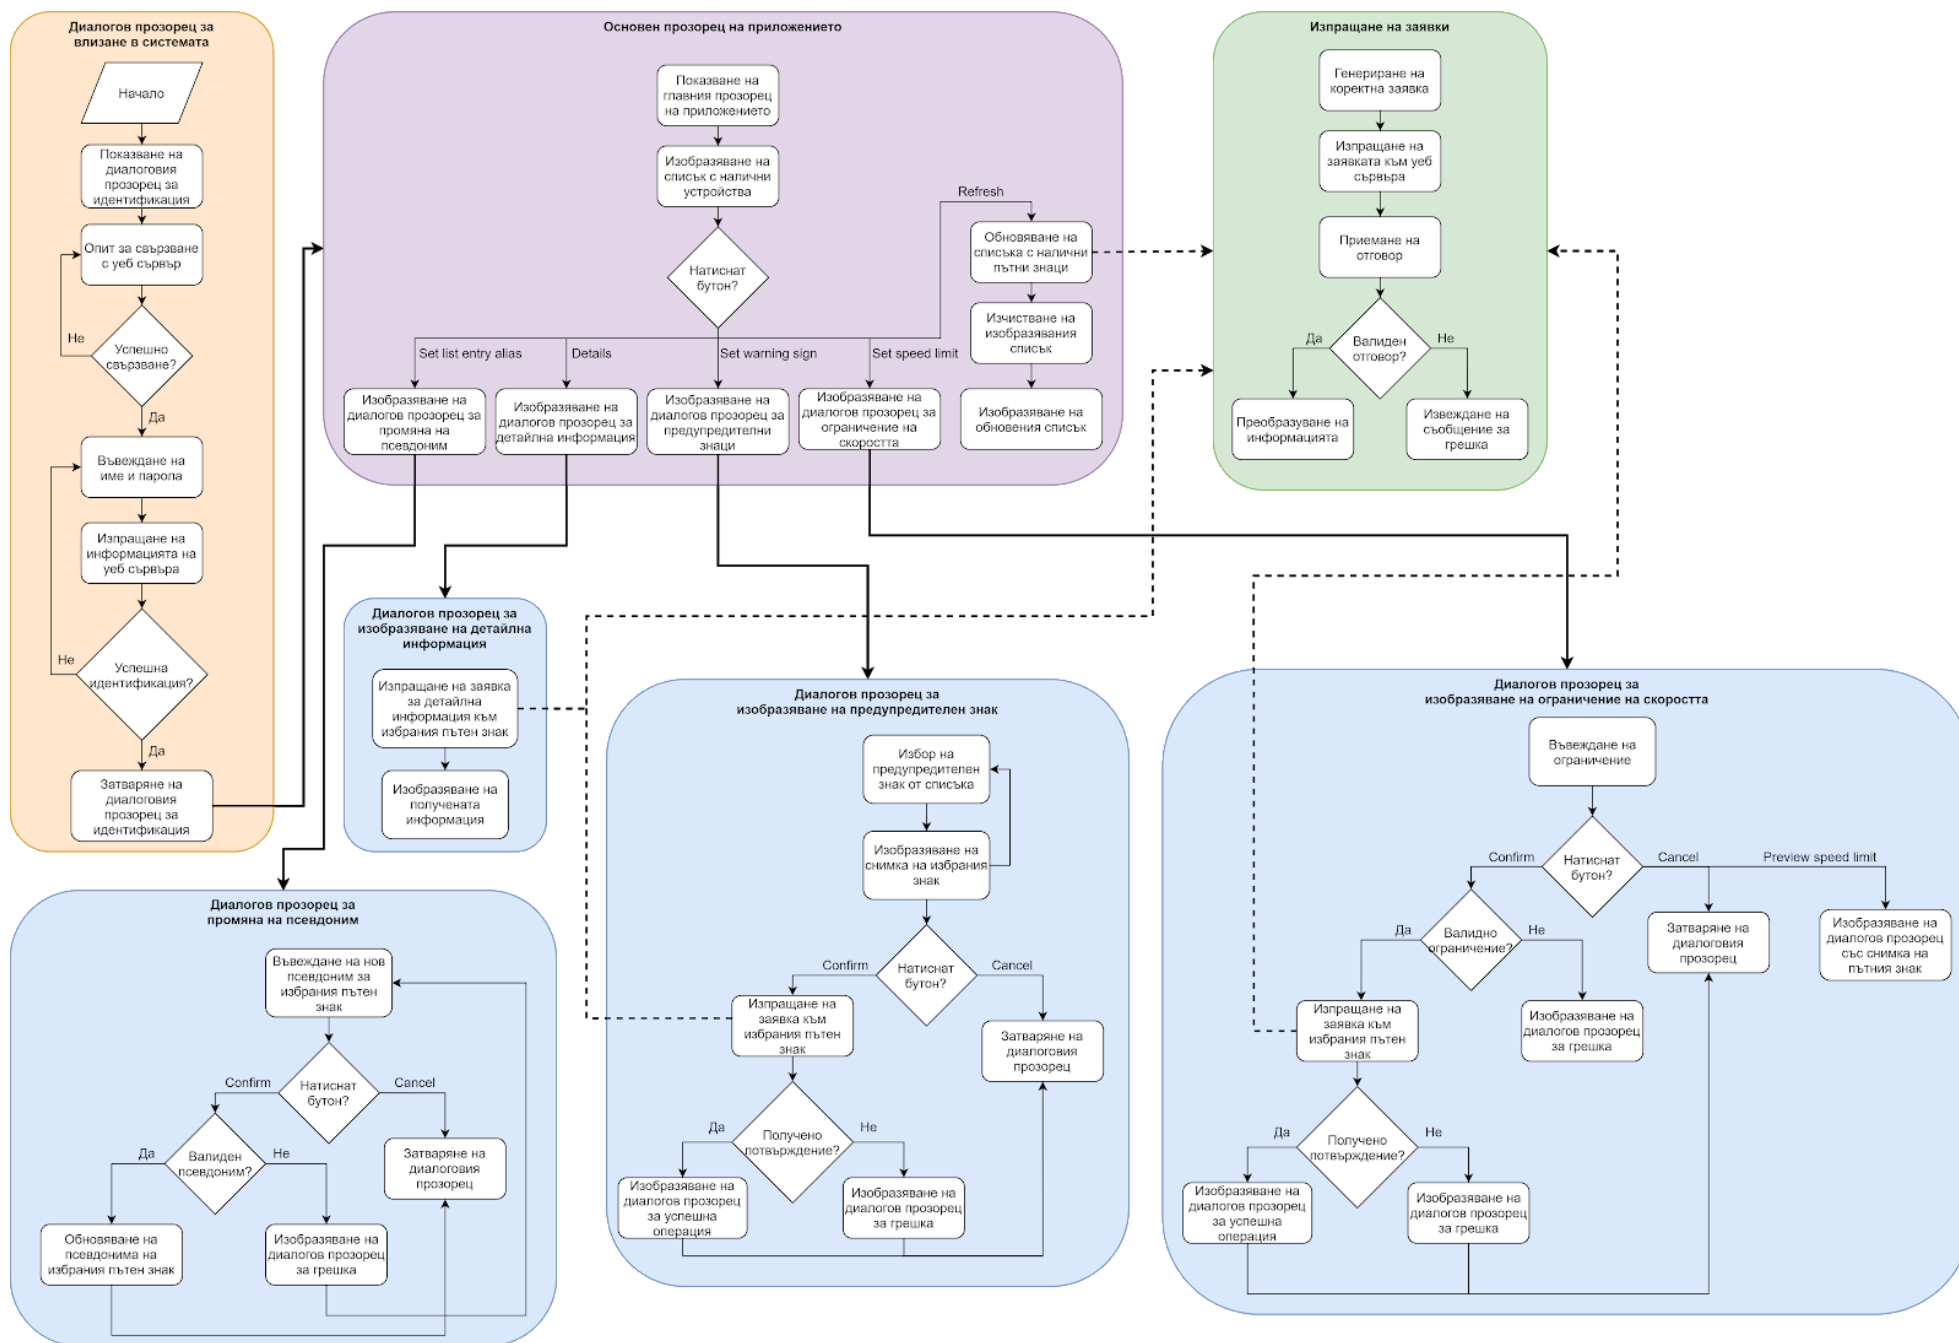 Диалогов прозорец за
влизане в системата
Начало
Показване на
диалоговия
прозорец за
идентификация
Опит за свързване
с уеб сървър
Не
Успешно
свързване?
Да
Въвеждане на
име и парола
Изпращане на
информацията на
уеб сървъра
Не
Успешна
идентификация?
Да
Затваряне на
диалоговия
прозорец за
идентификация
Основен прозорец на приложението
Показване на
главния прозорец
на приложението
Изобразяване на
списък с налични
устройства
Refresh
Натиснат
бутон?
Обновяване на
списъка с налични
пътни знаци
Изчистване на
изобразявания
списък
Set list entry alias
Details
Set warning sign
Set speed limit
Изобразяване на
диалогов прозорец за
промяна на
псевдоним
Изобразяване на
диалогов прозорец за
детайлна информация
Изобразяване на
диалогов прозорец за
предупредителни
знаци
Изобразяване на
диалогов прозорец за
ограничение на
скоростта
Изобразяване на
обновения списък
Изпращане на заявки
Генериране на
коректна заявка
Изпращане на
заявката към уеб
сървъра
Приемане на
отговор
Да
Валиден
отговор?
Не
Преобразуване на
информацията
Извеждане на
съобщение за
грешка
Диалогов прозорец за
изобразяване на детайлна
информация
Изпращане на заявка
за детайлна
информация към
избрания пътен знак
Изобразяване на
получената
информация
Диалогов прозорец за
изобразяване на предупредителен знак
Избор на
предупредителен
знак от списъка
Изобразяване на
снимка на избрания
знак
Confirm
Натиснат
бутон?
Cancel
Изпращане на
заявка към
избрания пътен
знак
Затваряне на
диалоговия
прозорец
Да
Получено
потвърждение?
Не
Изобразяване на
диалогов прозорец
за успешна
операция
Изобразяване на
диалогов прозорец
за грешка
Диалогов прозорец за
изобразяване на ограничение на скоростта
Въвеждане на
ограничение
Confirm
Натиснат
бутон?
Cancel
Preview speed limit
Да
Валидно
ограничение?
Не
Затваряне на
диалоговия
прозорец
Изобразяване на
диалогов прозорец
със снимка на
пътния знак
Изпращане на
заявка към
избрания пътен
знак
Изобразяване на
диалогов прозорец
за грешка
Да
Получено
потвърждение?
Не
Изобразяване на
диалогов прозорец
за успешна
операция
Изобразяване на
диалогов прозорец
за грешка
Диалогов прозорец за
промяна на псевдоним
Въвеждане на нов
псевдоним за
избрания пътен
знак
Confirm
Натиснат
бутон?
Cancel
Да
Валиден
псевдоним?
Не
Затваряне на
диалоговия
прозорец
Обновяване на
псевдонима на
избрания пътен знак
Изобразяване на
диалогов прозорец
за грешка